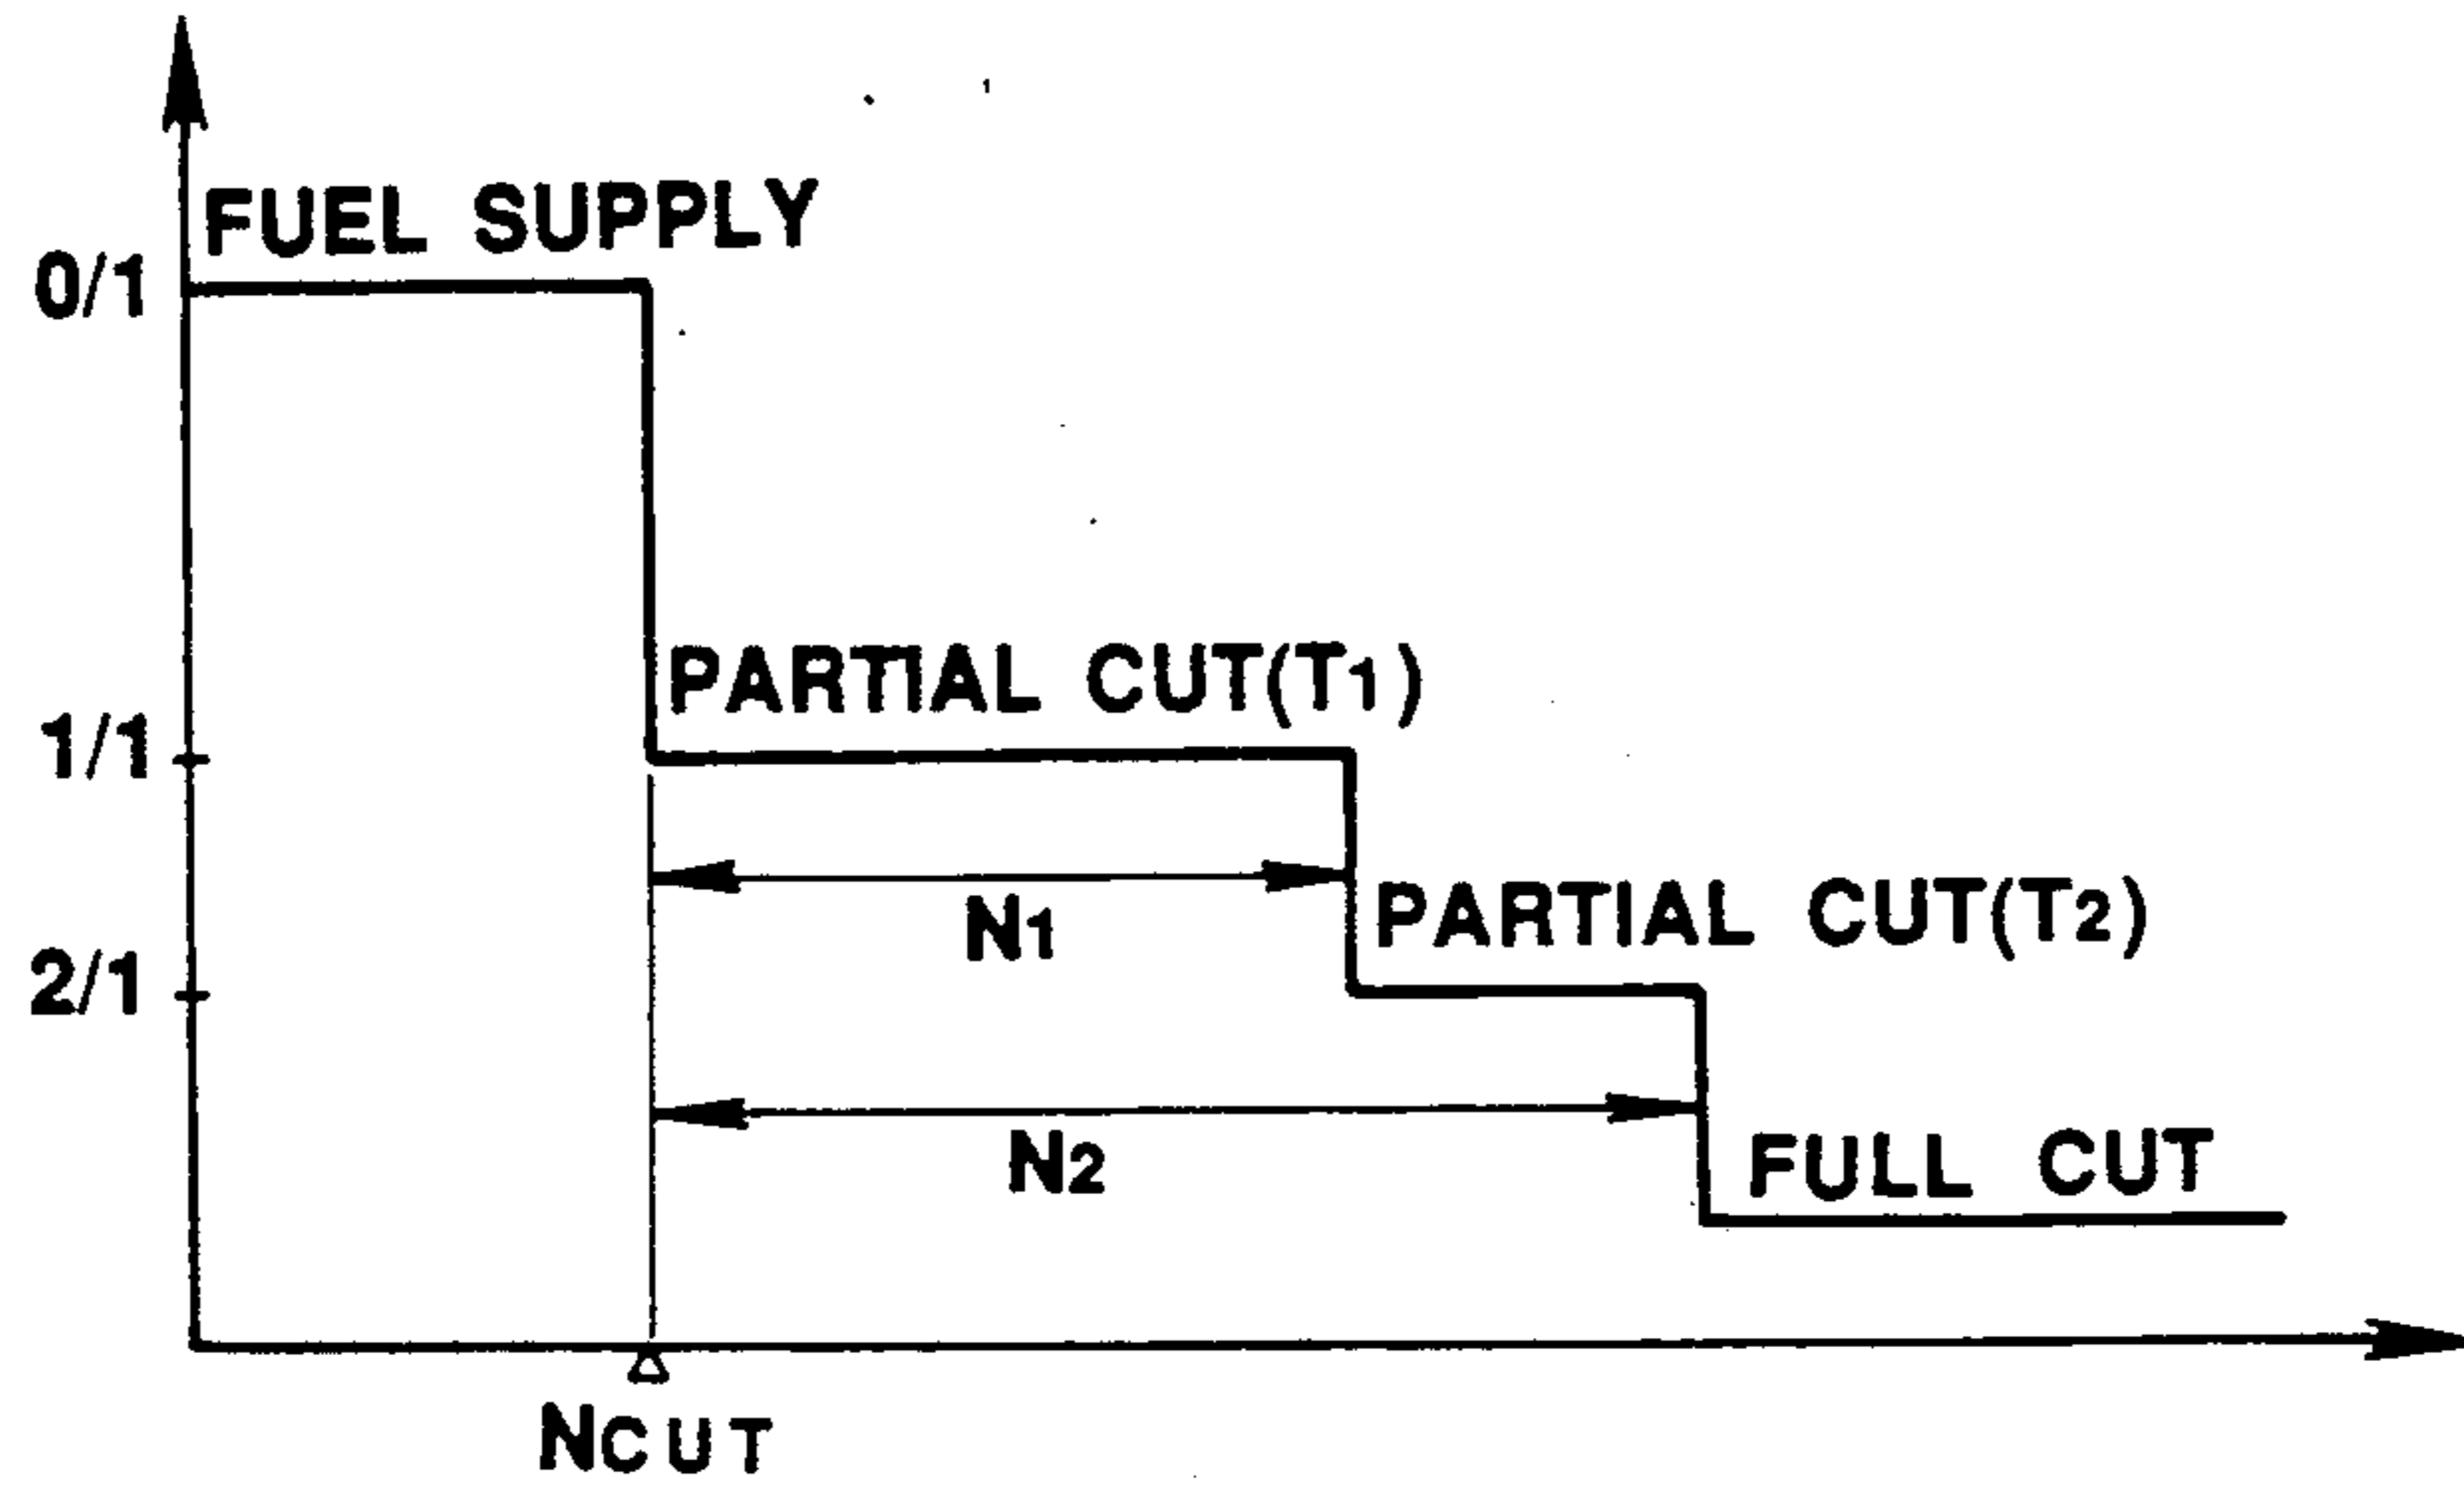 FUEL SUPPLY
0/1
PARTIAL CUT(T1)
1/1
N1
PARTIAL CUT(T2)
2/1
N2
FULL CUT
NCUT